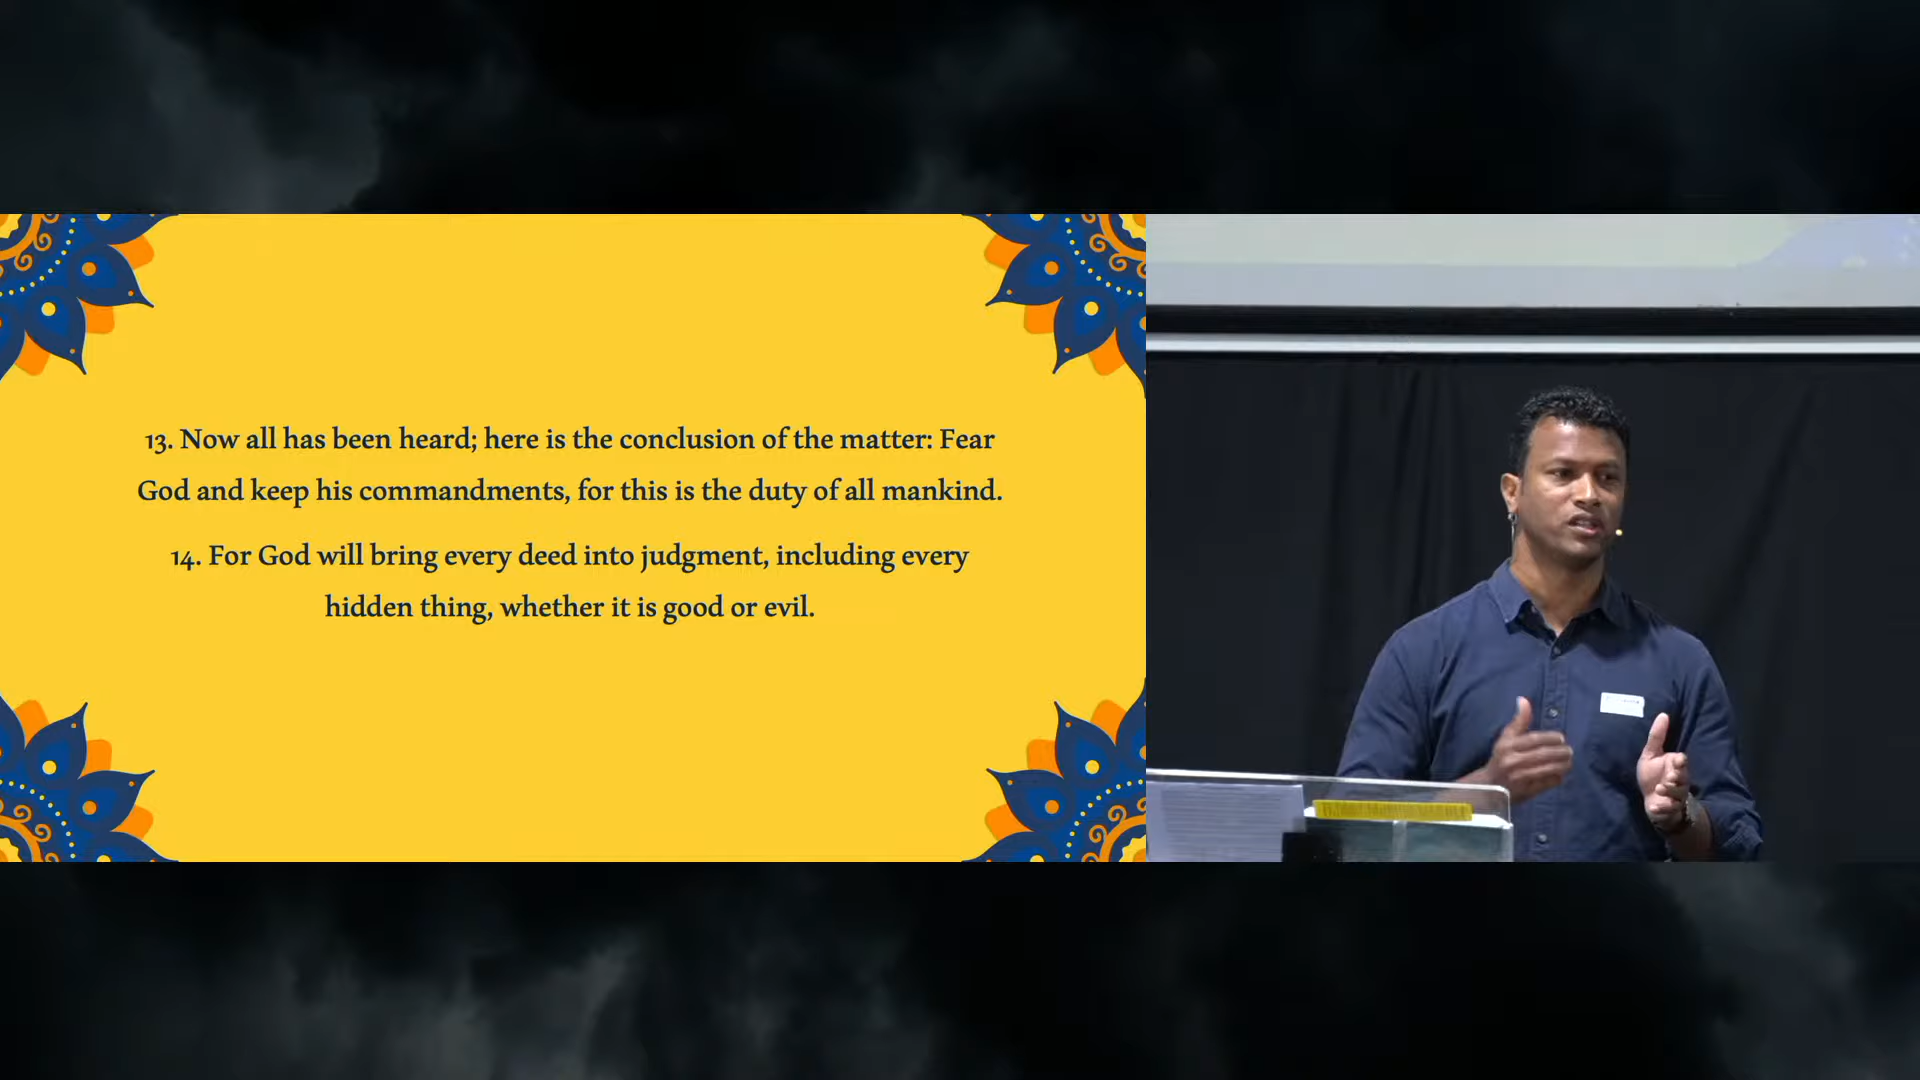 13. Now all has been heard; here is the conclusion of the matter: Fear
God and keep his commandments, for this is the duty of all mankind.
14. For God will bring every deed into judgment, including every
hidden thing, whether it is good or evil.